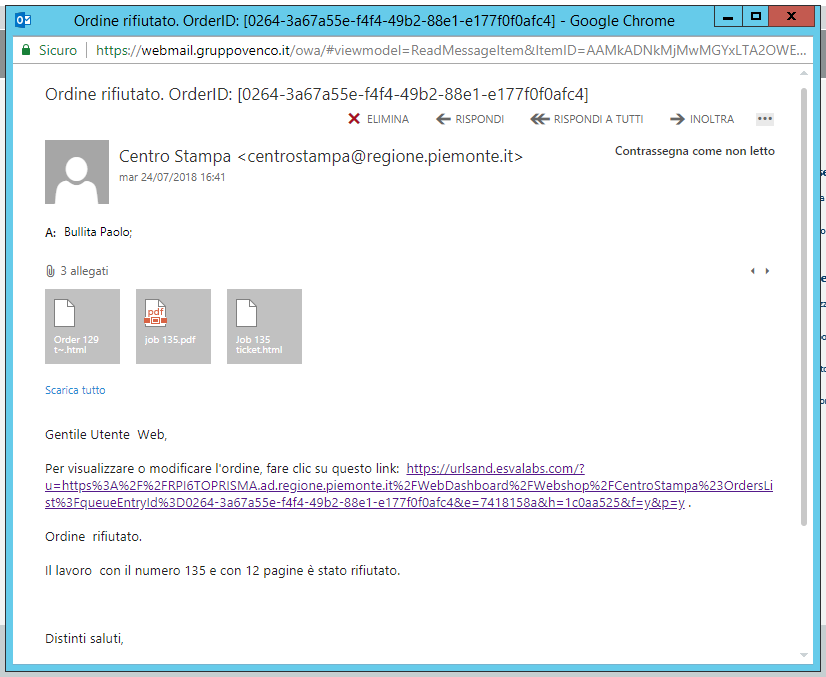 Ordine rifiutato. OrderID: [0264-3a67a55e-f4f4-49b2-88e1-e177f0f0afc4] - Google Chrome
Sicuro | https://webmail.gruppovenco.it/owa/#viewmodel=ReadMessageItem&ItemID=AAMkADNkMjMwMGYxLTA2OWE...
Ordine rifiutato. OrderID: [0264-3a67a55e-f4f4-49b2-88e1-e177f0f0afc4]
ELIMINA RISPONDI RISPONDI A TUTTI INOLTRA •••
Centro Stampa <centrostampa@regione.piemonte.it>
Contrassegna come non letto
mar 24/07/2018 16:41
A: Bullita Paolo;
3 allegati
Order 129
t~.html
pdf
job 135.pdf
Job 135
ticket.html
Scarica tutto
Gentile Utente Web,
Per visualizzare o modificare l'ordine, fare clic su questo link: https://urlsand.esvalabs.com/?
u=https%3A%2F%2FRPI6TOPRISMA.ad.regione.piemonte.it%2FWebDashboard%2FWebshop%2FCentroStampa%23OrdersLi
st%3FqueueEntryId%3D0264-3a67a55e-f4f4-49b2-88e1-e177f0f0afc4&e=7418158a&h=1c0aa525&f=y&p=y .
Ordine rifiutato.
Il lavoro con il numero 135 e con 12 pagine è stato rifiutato.
Distinti saluti,